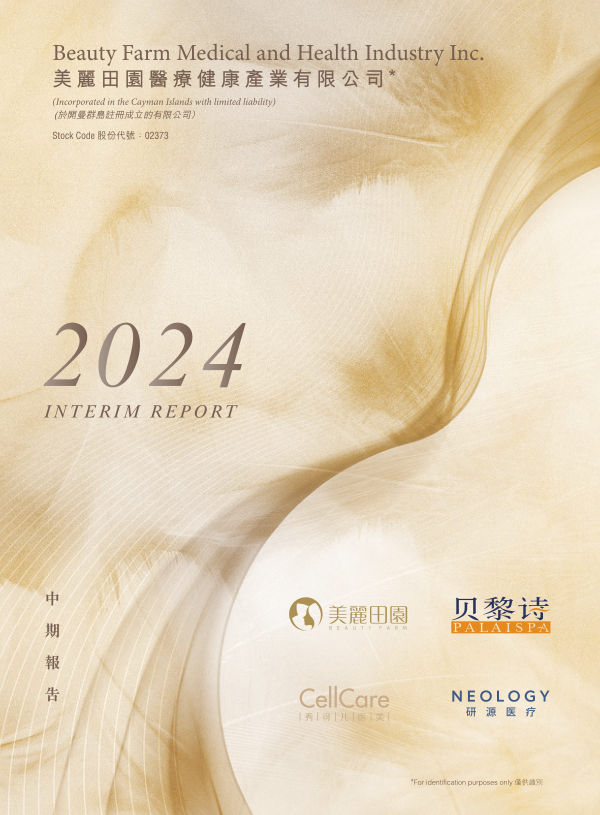 Beauty Farm Medical and Health Industry Inc.
美麗田園醫療健康產業有限公司*
(Incorporated in the Cayman Islands with limited liability)
(於開曼群島註冊成立的有限公司)
Stock Code 股份代號：02373
2024
INTERIM REPORT
中期報告
美麗田園
BEAUTY FARM
贝黎诗
PALAISPA
CellCare
秀可儿医美
NEOLOGY
研源医疗
*For identification purposes only 僅供識別